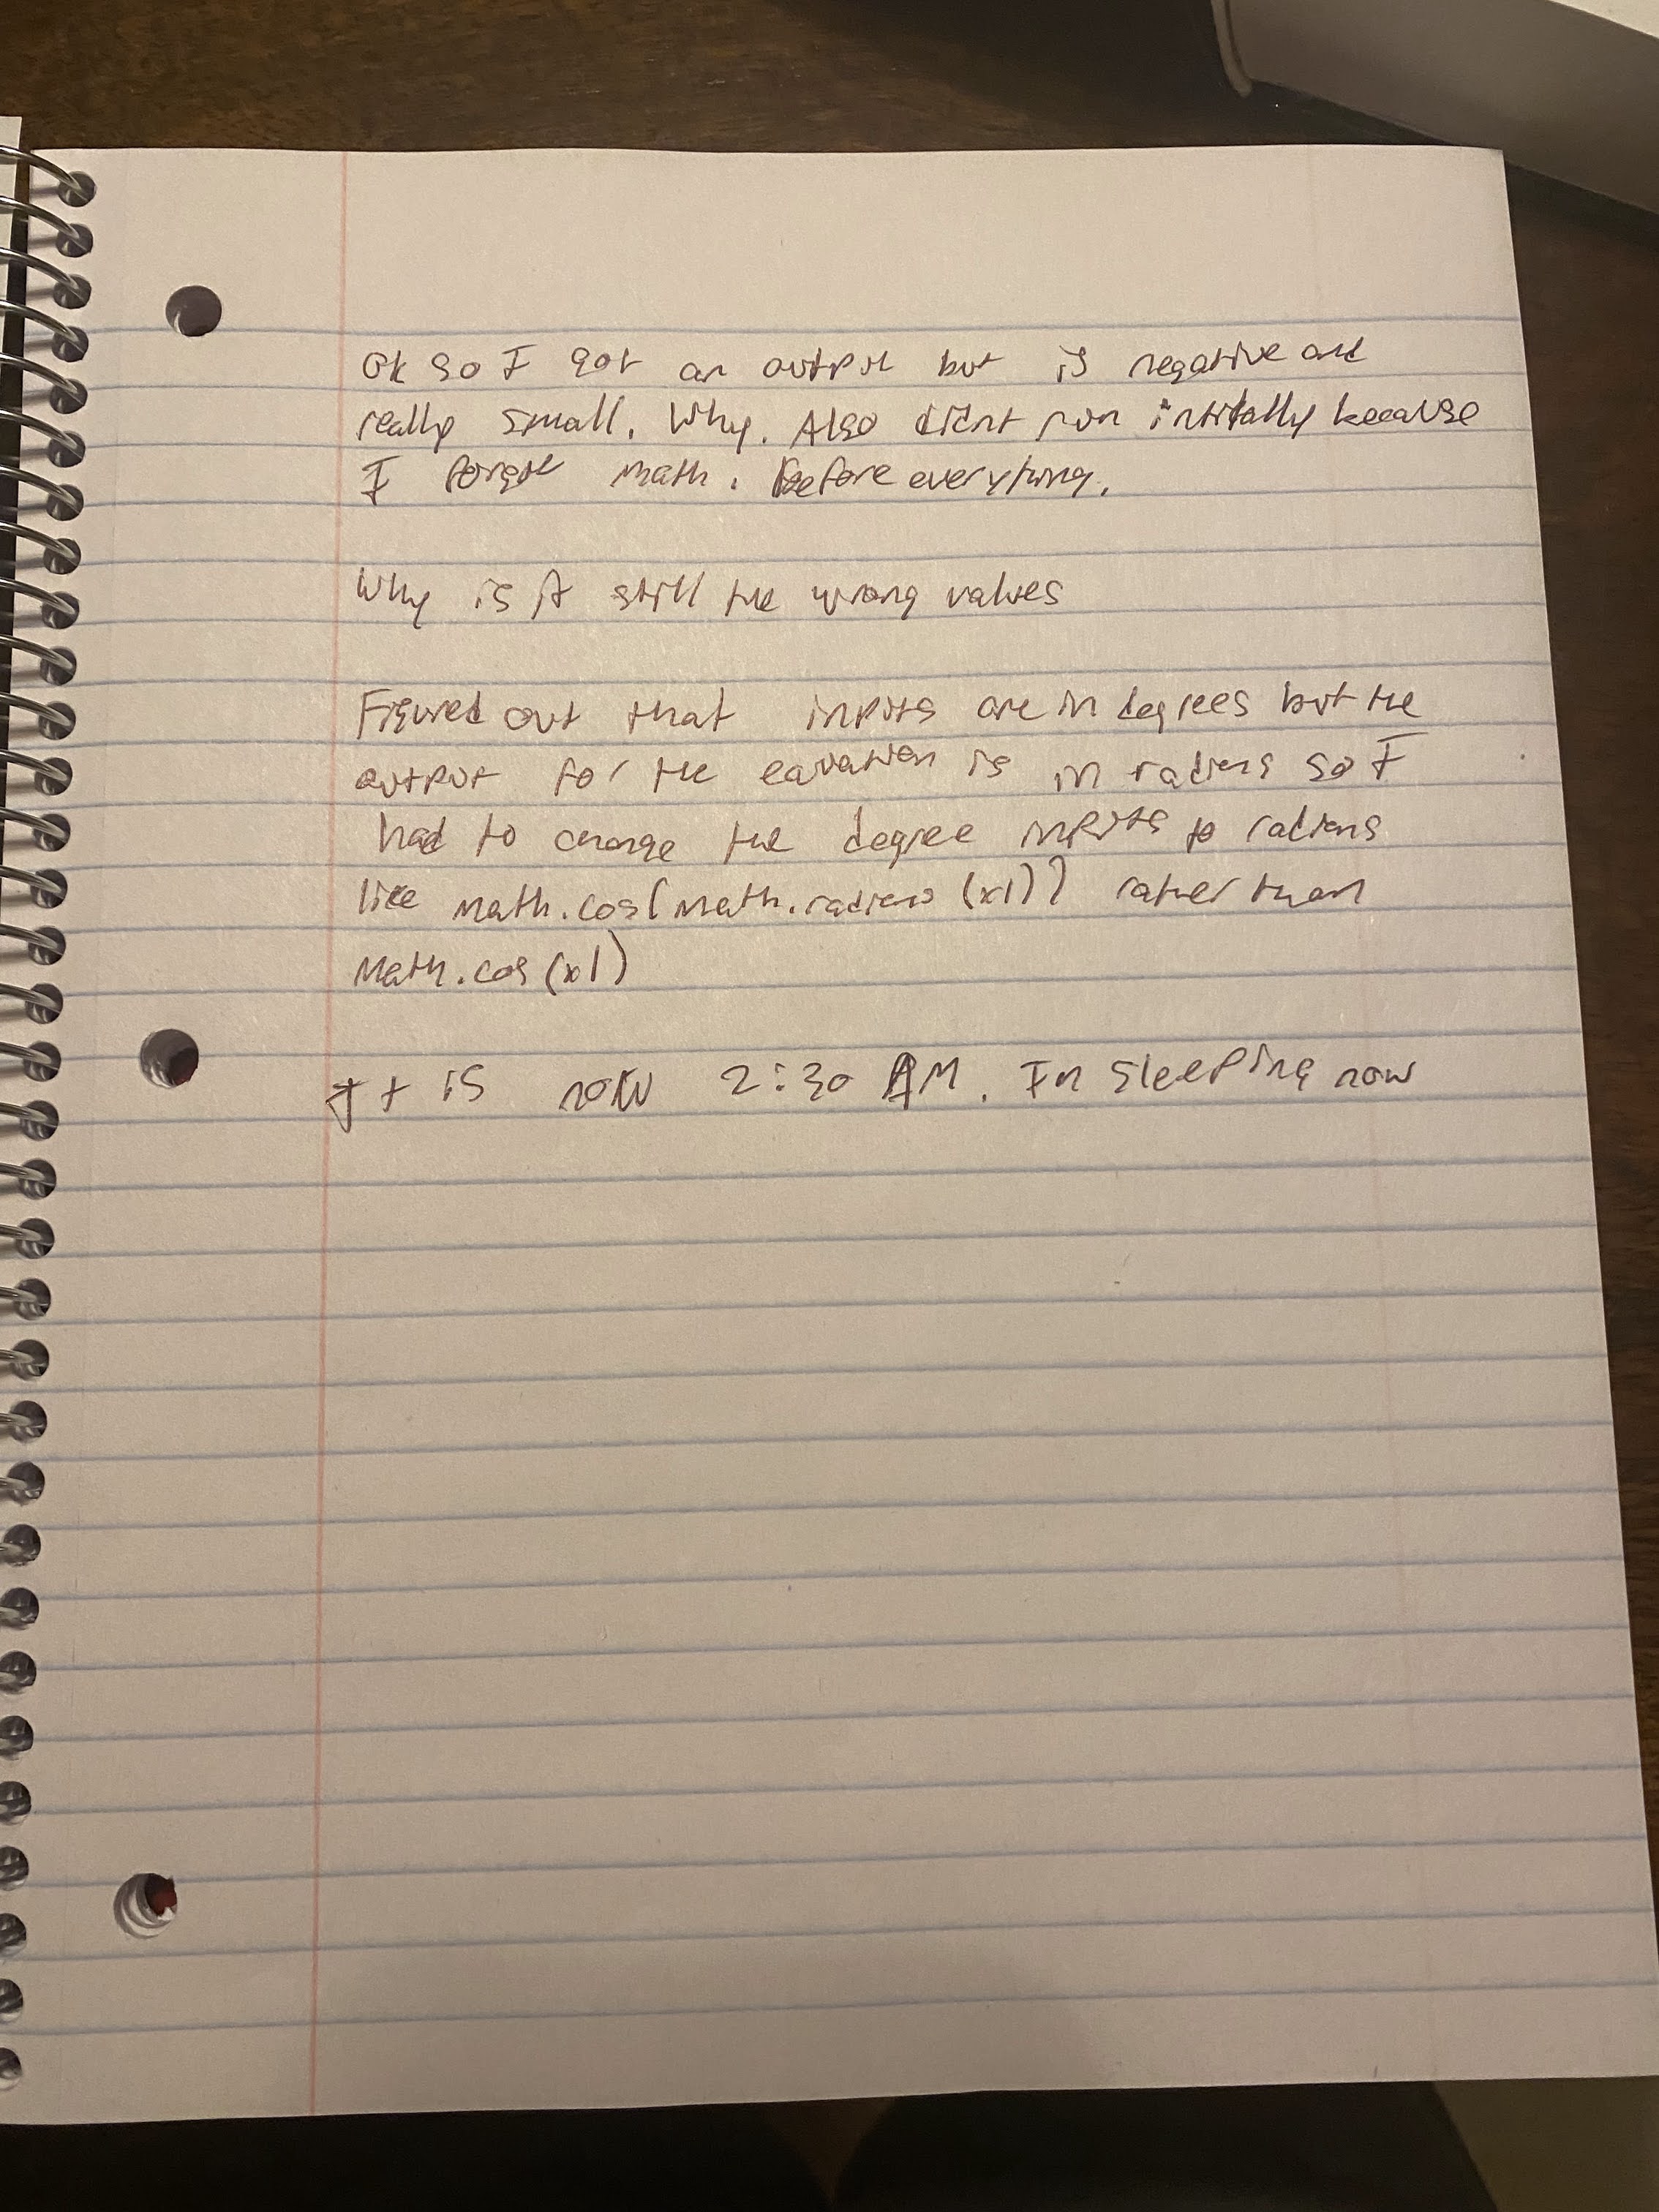 Ok so I got an output but is negative and
really small. Why. Also didnt run initially because
I forgot math. before everything.
Why is it still the wrong values
Figured out that inputs are in degrees but the
output for the equation is in radians so I
had to change the degree inputs to radians
like math.cos(math.radians(x1)) rather than
math.cos(x1)
It is now 2:30 AM. Im sleeping now